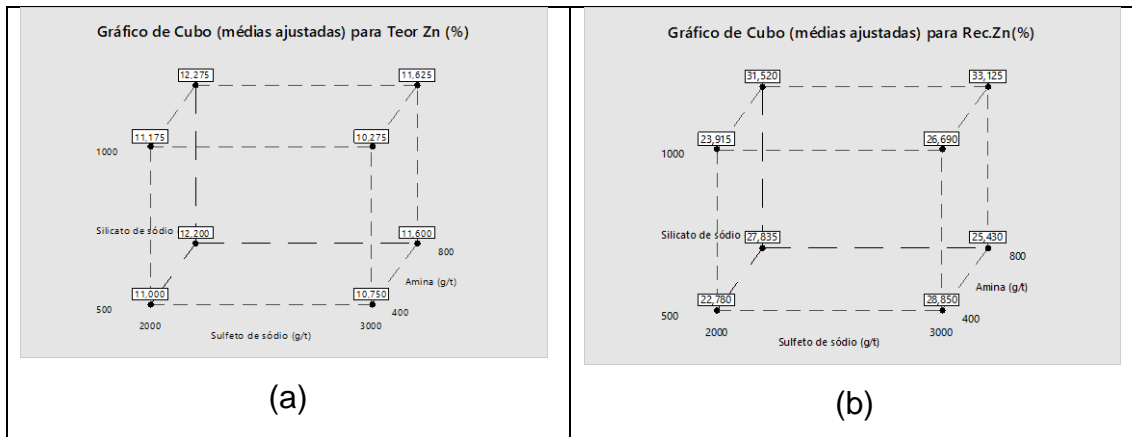 Gráfico de Cubo (médias ajustadas) para Teor Zn (%)
12,275
11,625
11,175
10,275
1000
Silicato de sódio
12,200
11,600
800
Amina (g/t)
11,000
10,750
500
400
2000
3000
Sulfeto de sódio (g/t)
(a)
Gráfico de Cubo (médias ajustadas) para Rec.Zn(%)
31,520
33,125
23,915
26,690
1000
Silicato de sódio
27,835
25,430
800
Amina (g/t)
22,780
28,850
500
400
2000
3000
Sulfeto de sódio (g/t)
(b)